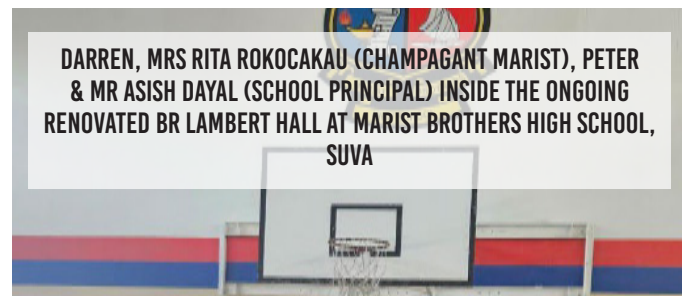 DARREN, MRS RITA ROKOCAKAU (CHAMPAGANT MARIST), PETER
& MR ASISH DAYAL (SCHOOL PRINCIPAL) INSIDE THE ONGOING
RENOVATED BR LAMBERT HALL AT MARIST BROTHERS HIGH SCHOOL,
SUVA